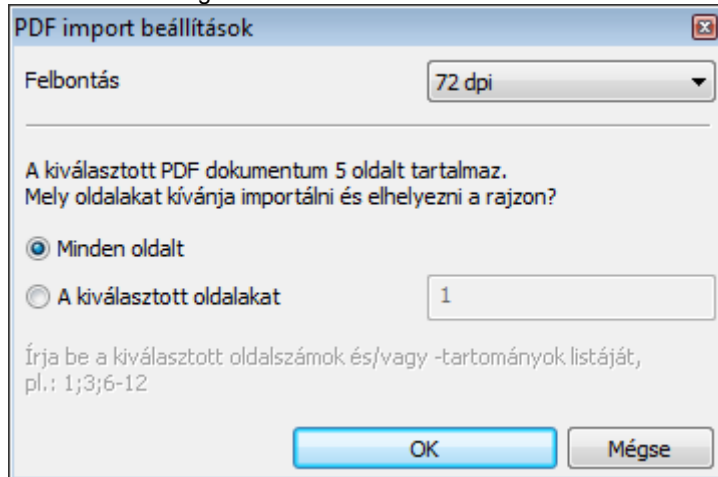 PDF import beállítások
Felbontás
72 dpi
A kiválasztott PDF dokumentum 5 oldalt tartalmaz.
Mely oldalakat kívánja importálni és elhelyezni a rajzon?
Minden oldalt
A kiválasztott oldalakat
1
Írja be a kiválasztott oldalszámok és/vagy -tartományok listáját,
pl.: 1;3;6-12
OK
Mégse